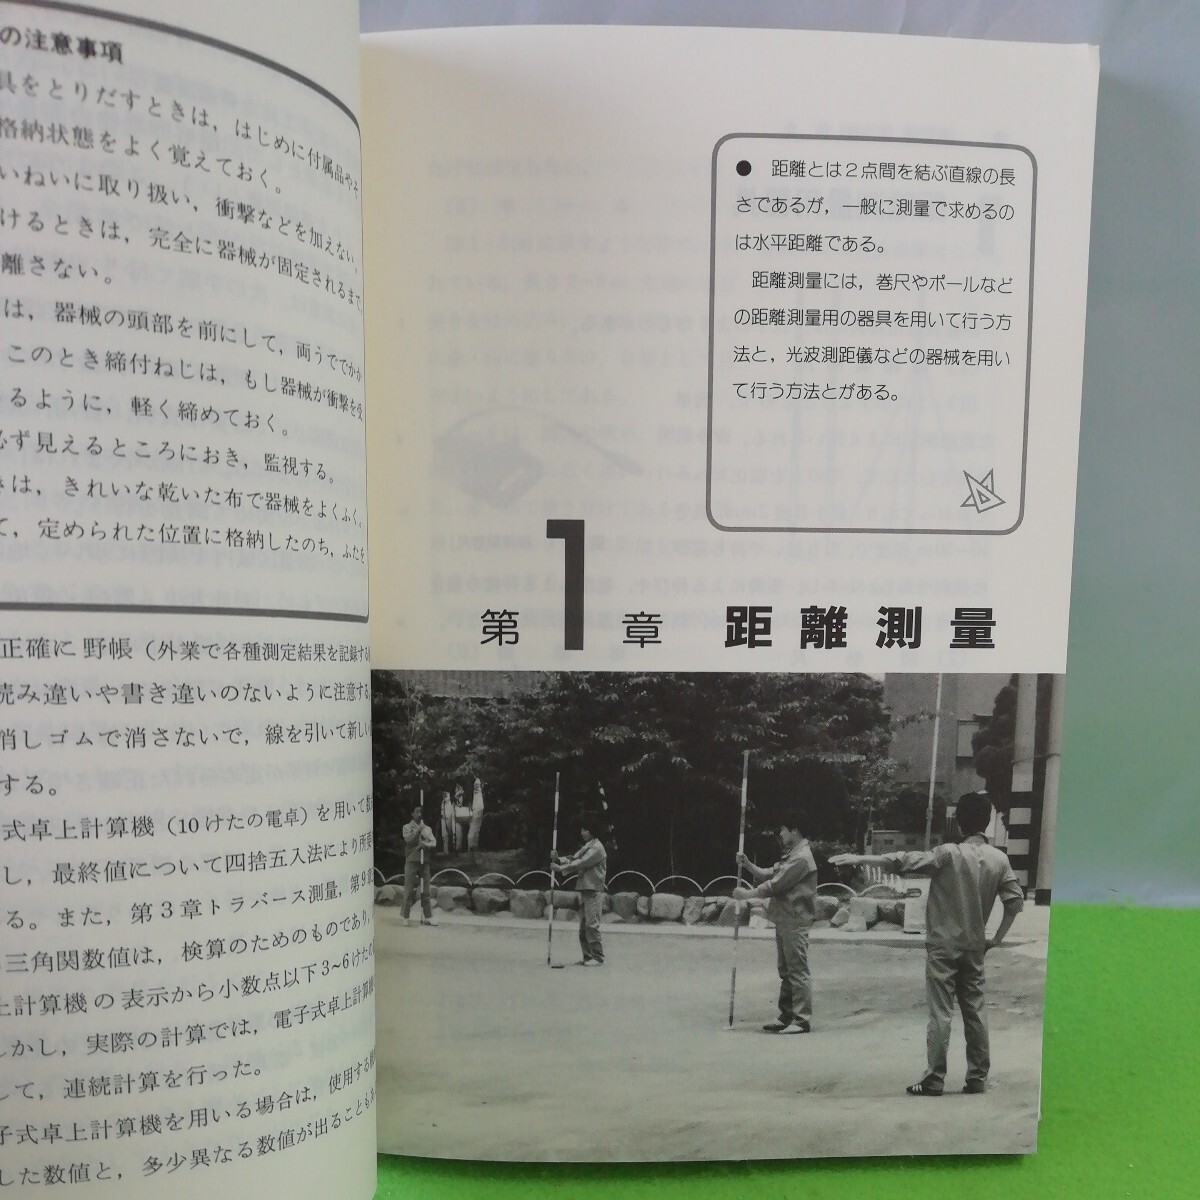 の注意事項
具をとりだすときは，はじめに付属品やそ
格納状態をよく覚えておく。
いねいに取り扱い，衝撃などを加えない。
けるときは，完全に器械が固定されるまで
離さない。
は，器械の頭部を前にして，両うででかか
このとき締付ねじは，もし器械が衝撃を受
るように，軽く締めておく。
必ず見えるところにおき，監視する。
きは，きれいな乾いた布で器械をよくふく。
て，定められた位置に格納したのち，ふたを
正確に 野帳（外業で各種測定結果を記録する
読み違いや書き違いのないように注意する。
消しゴムで消さないで，線を引いて新しい
する。
式卓上計算機（10けたの電卓）を用いて
し，最終値について四捨五入法により所要
る。また，第3章トラバース測量，第9章
三角関数値は，検算のためのものであり，
上計算機の表示から小数点以下3~6けたの
しかし，実際の計算では，電子式卓上計算機
して，連続計算を行った。
子式卓上計算機を用いる場合は，使用する
した数値と，多少異なる数値が出ることも
● 距離とは2点間を結ぶ直線の長
さであるが，一般に測量で求めるの
は水平距離である。
距離測量には，巻尺やポールなど
の距離測量用の器具を用いて行う方
法と，光波測距儀などの器械を用い
て行う方法とがある。
第1章 距離測量